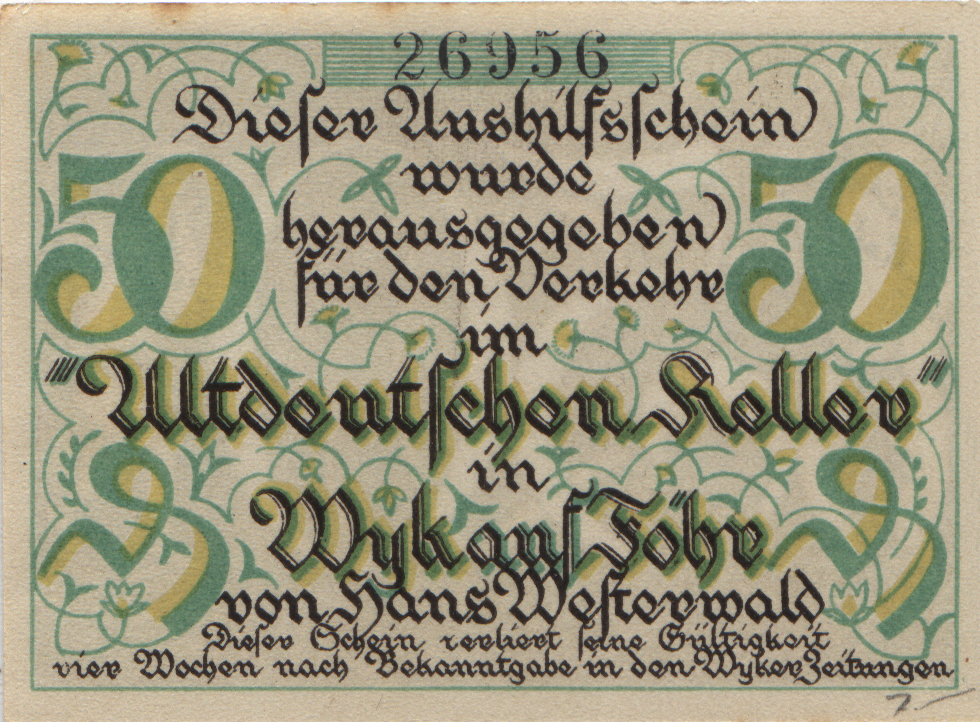 26956
Dieser Aushilfsschein
wurde
50 herausgegeben 50
für den Verkehr
im
"Altdeutschen Keller"
in
Wyk auf Föhr
von Hans Westerwald
Dieser Schein verliert seine Gültigkeit
vier Wochen nach Bekanntgabe in den Wyker Zeitungen